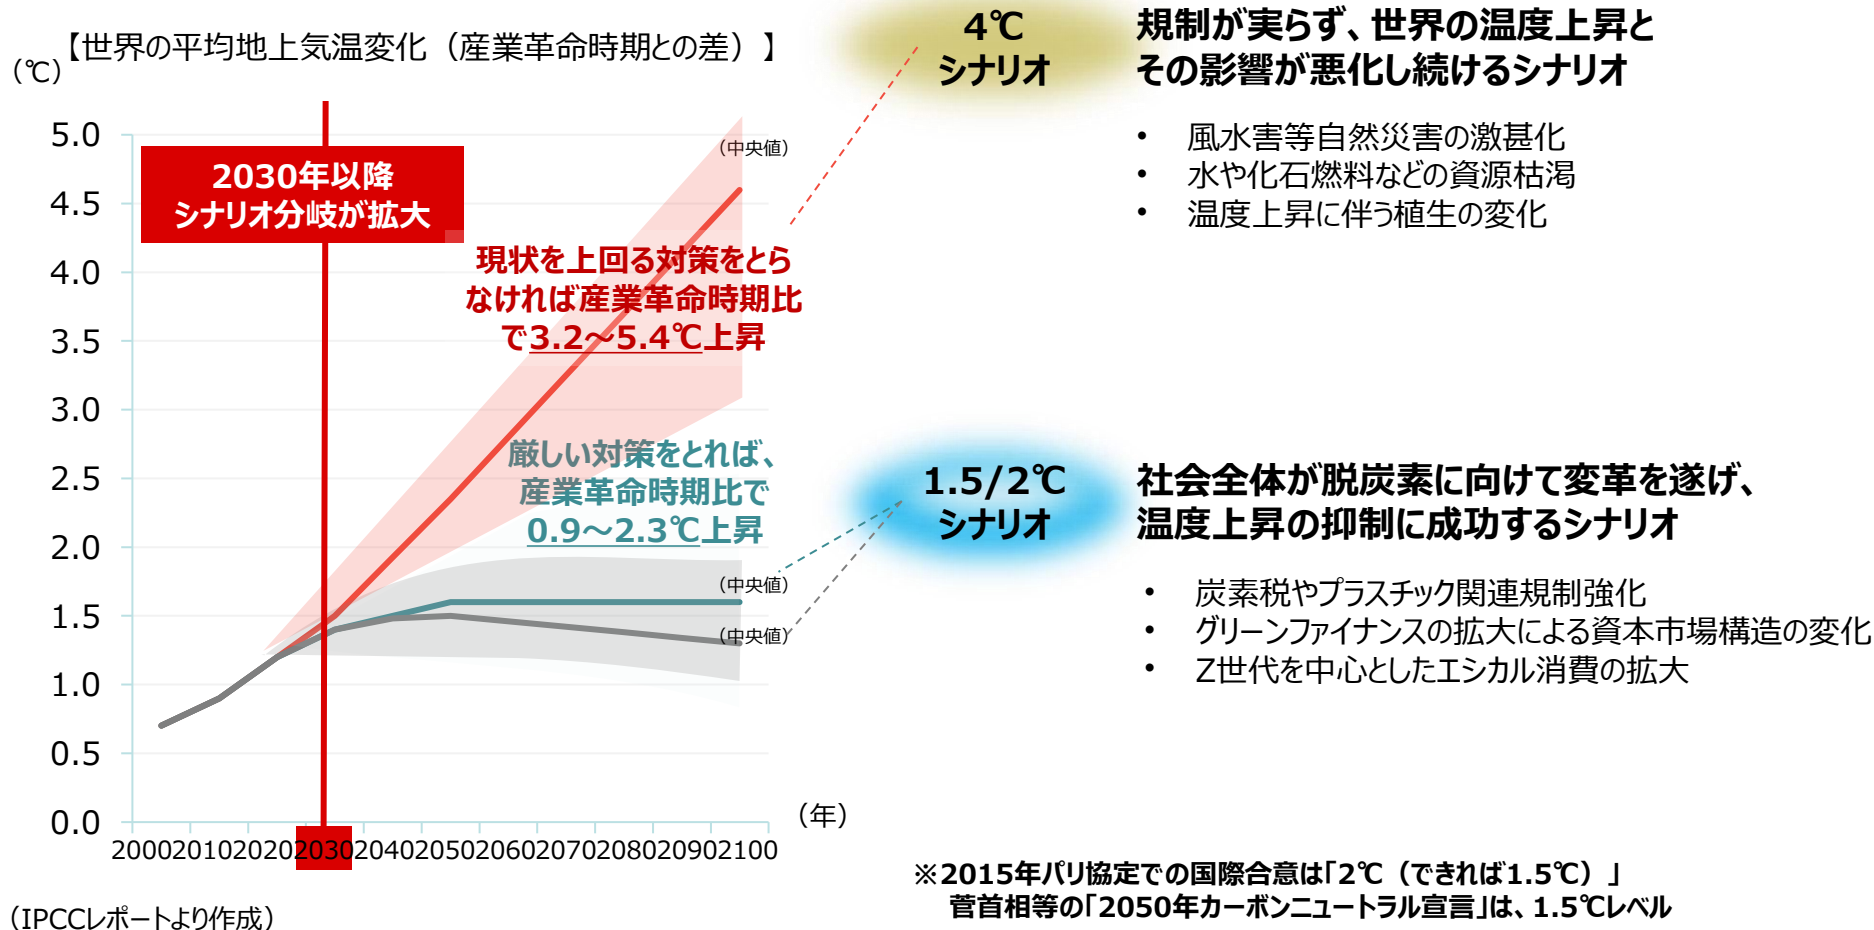 【世界の平均地上気温変化（産業革命時期との差）】
（℃）
5.0
4.5
4.0
3.5
3.0
2.5
2.0
1.5
1.0
0.5
0.0
2000
2010
2020
2030
2040
2050
2060
2070
2080
2090
2100
（年）
2030年以降
シナリオ分岐が拡大
（中央値）
現状を上回る対策をとら
なければ産業革命時期比
で3.2～5.4℃上昇
厳しい対策をとれば、
産業革命時期比で
0.9～2.3℃上昇
（中央値）
（中央値）
（IPCCレポートより作成）
4℃
シナリオ
規制が実らず、世界の温度上昇と
その影響が悪化し続けるシナリオ
• 風水害等自然災害の激甚化
• 水や化石燃料などの資源枯渇
• 温度上昇に伴う植生の変化
1.5/2℃
シナリオ
社会全体が脱炭素に向けて変革を遂げ、
温度上昇の抑制に成功するシナリオ
• 炭素税やプラスチック関連規制強化
• グリーンファイナンスの拡大による資本市場構造の変化
• Z世代を中心としたエシカル消費の拡大
※2015年パリ協定での国際合意は「2℃（できれば1.5℃）」
菅首相等の「2050年カーボンニュートラル宣言」は、1.5℃レベル